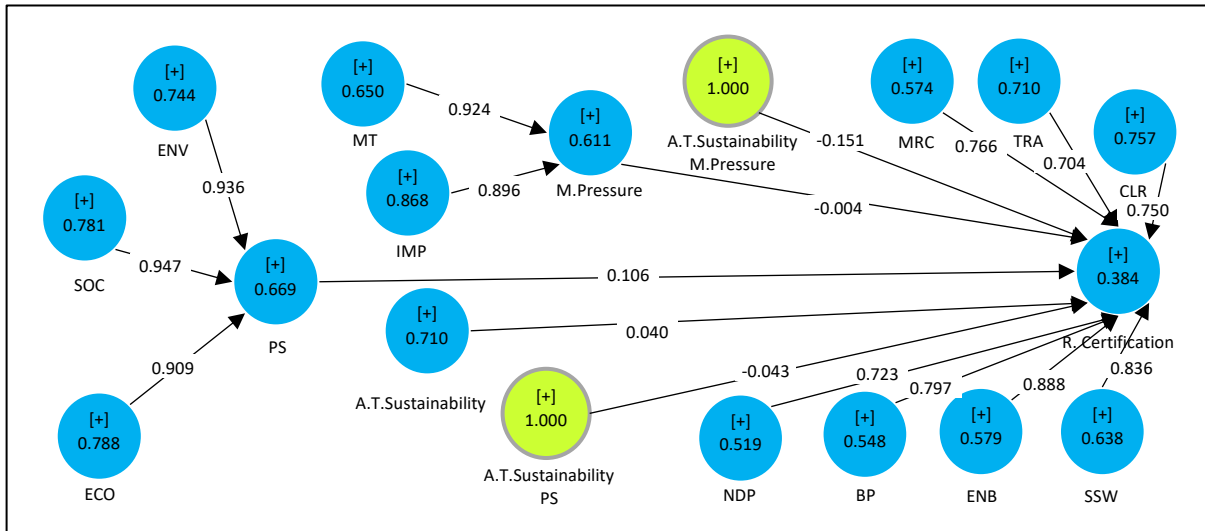 [+]
0.744
ENV
[+]
0.781
SOC
[+]
0.788
ECO
0.936
0.947
0.909
[+]
0.669
PS
[+]
0.650
MT
[+]
0.868
IMP
0.924
0.896
[+]
0.611
M.Pressure
[+]
1.000
A.T.Sustainability
M.Pressure
-0.151
-0.004
0.106
[+]
0.710
A.T.Sustainability
0.040
[+]
1.000
A.T.Sustainability
PS
-0.043
[+]
0.574
MRC
0.766
[+]
0.710
TRA
0.704
[+]
0.757
CLR
0.750
[+]
0.384
R. Certification
0.723
0.797
0.888
0.836
[+]
0.519
NDP
[+]
0.548
BP
[+]
0.579
ENB
[+]
0.638
SSW